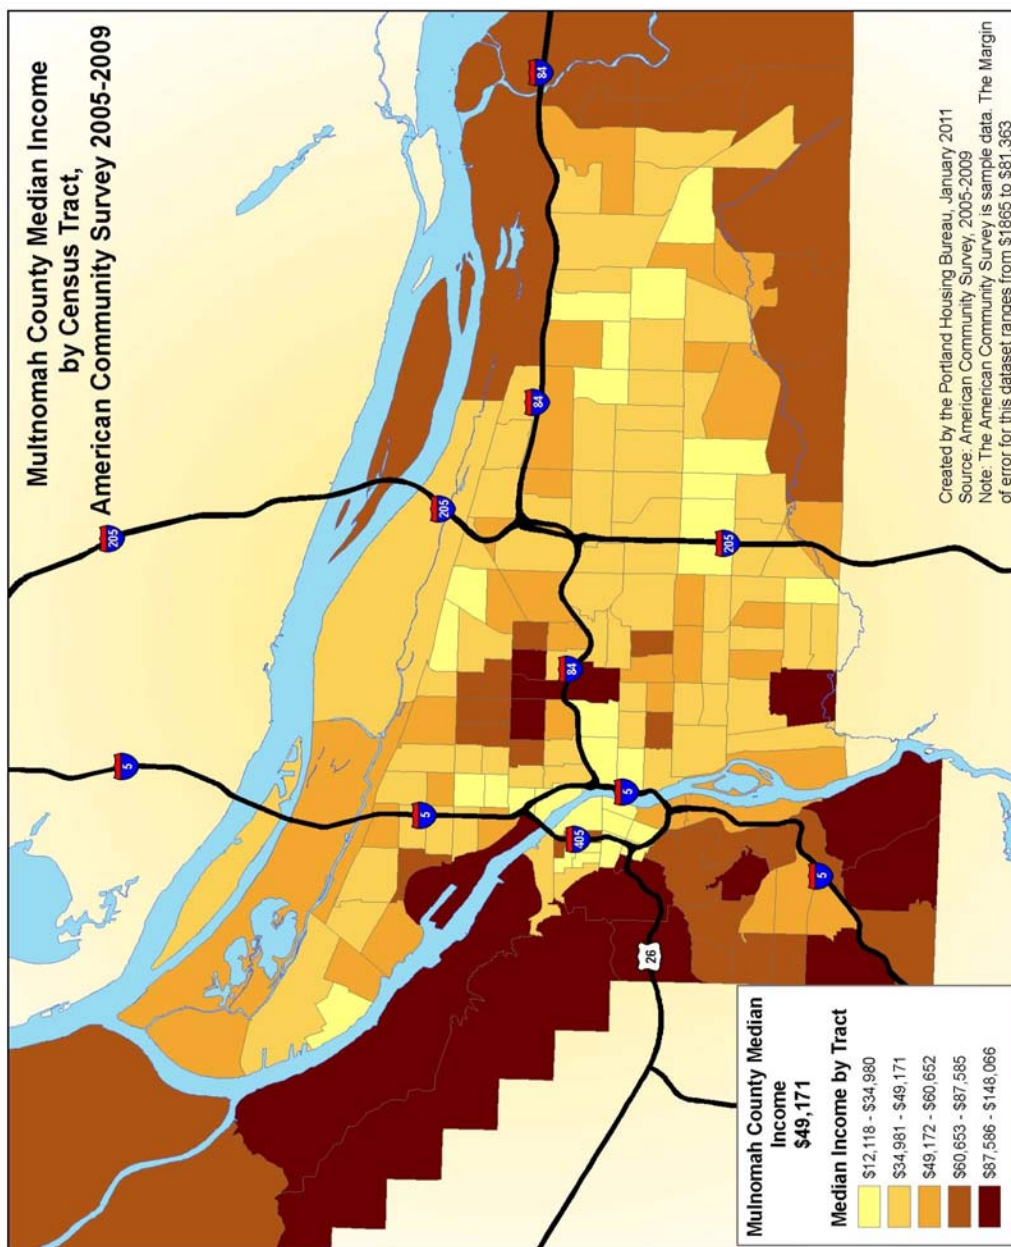 Multnomah County Median Income
by Census Tract,
American Community Survey 2005-2009
205
84
5
205
84
5
84
205
405
5
26
5
Mulnomah County Median
Income
$49,171
Median Income by Tract
$12,118 - $34,980
$34,981 - $49,171
$49,172 - $60,652
$60,653 - $87,585
$87,586 - $148,066
Created by the Portland Housing Bureau, January 2011
Source: American Community Survey, 2005-2009
Note: The American Community Survey is sample data. The Margin
of error for this dataset ranges from $1865 to $81,363